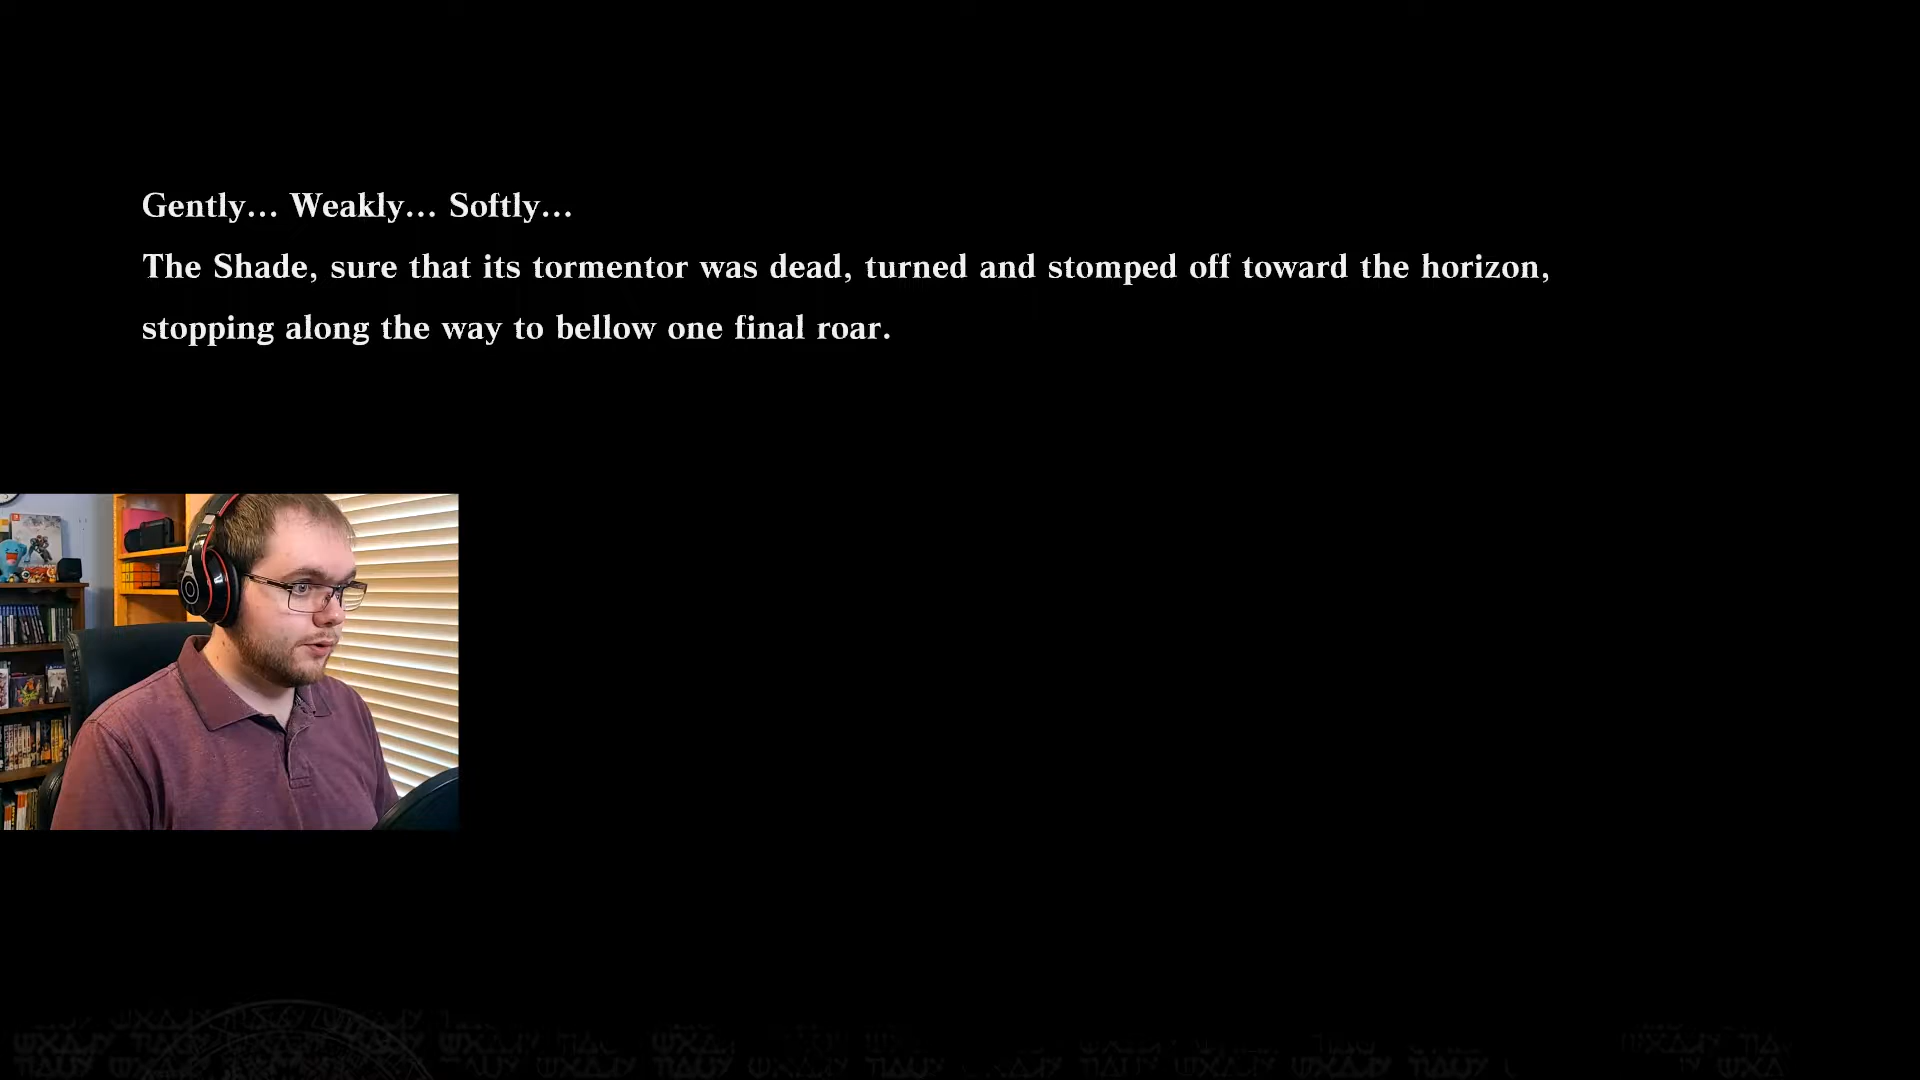 Gently… Weakly… Softly…
The Shade, sure that its tormentor was dead, turned and stomped off toward the horizon,
stopping along the way to bellow one final roar.